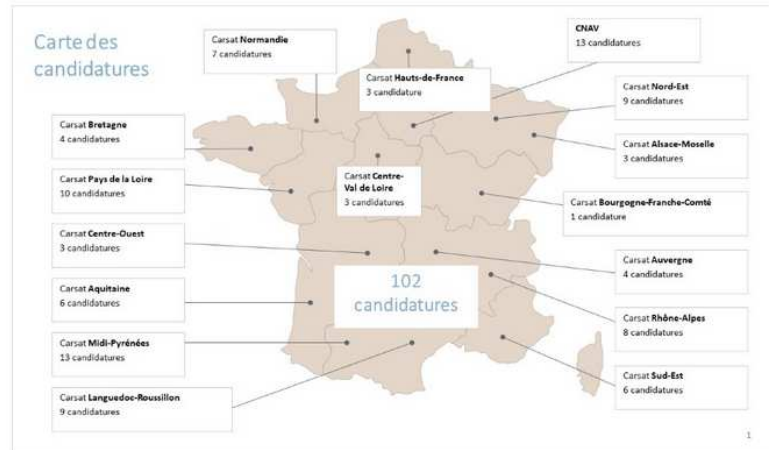 Carte des
candidatures
Carsat Normandie
7 candidatures
CNAV
13 candidatures
Carsat Hauts-de-France
3 candidature
Carsat Nord-Est
9 candidatures
Carsat Bretagne
4 candidatures
Carsat Alsace-Moselle
3 candidatures
Carsat Pays de la Loire
10 candidatures
Carsat Centre-
Val de Loire
3 candidatures
Carsat Bourgogne-Franche-Comté
1 candidature
Carsat Centre-Ouest
3 candidatures
Carsat Auvergne
4 candidatures
102
candidatures
Carsat Aquitaine
6 candidatures
Carsat Rhône-Alpes
8 candidatures
Carsat Midi-Pyrénées
13 candidatures
Carsat Sud-Est
6 candidatures
Carsat Languedoc-Roussillon
9 candidatures
1